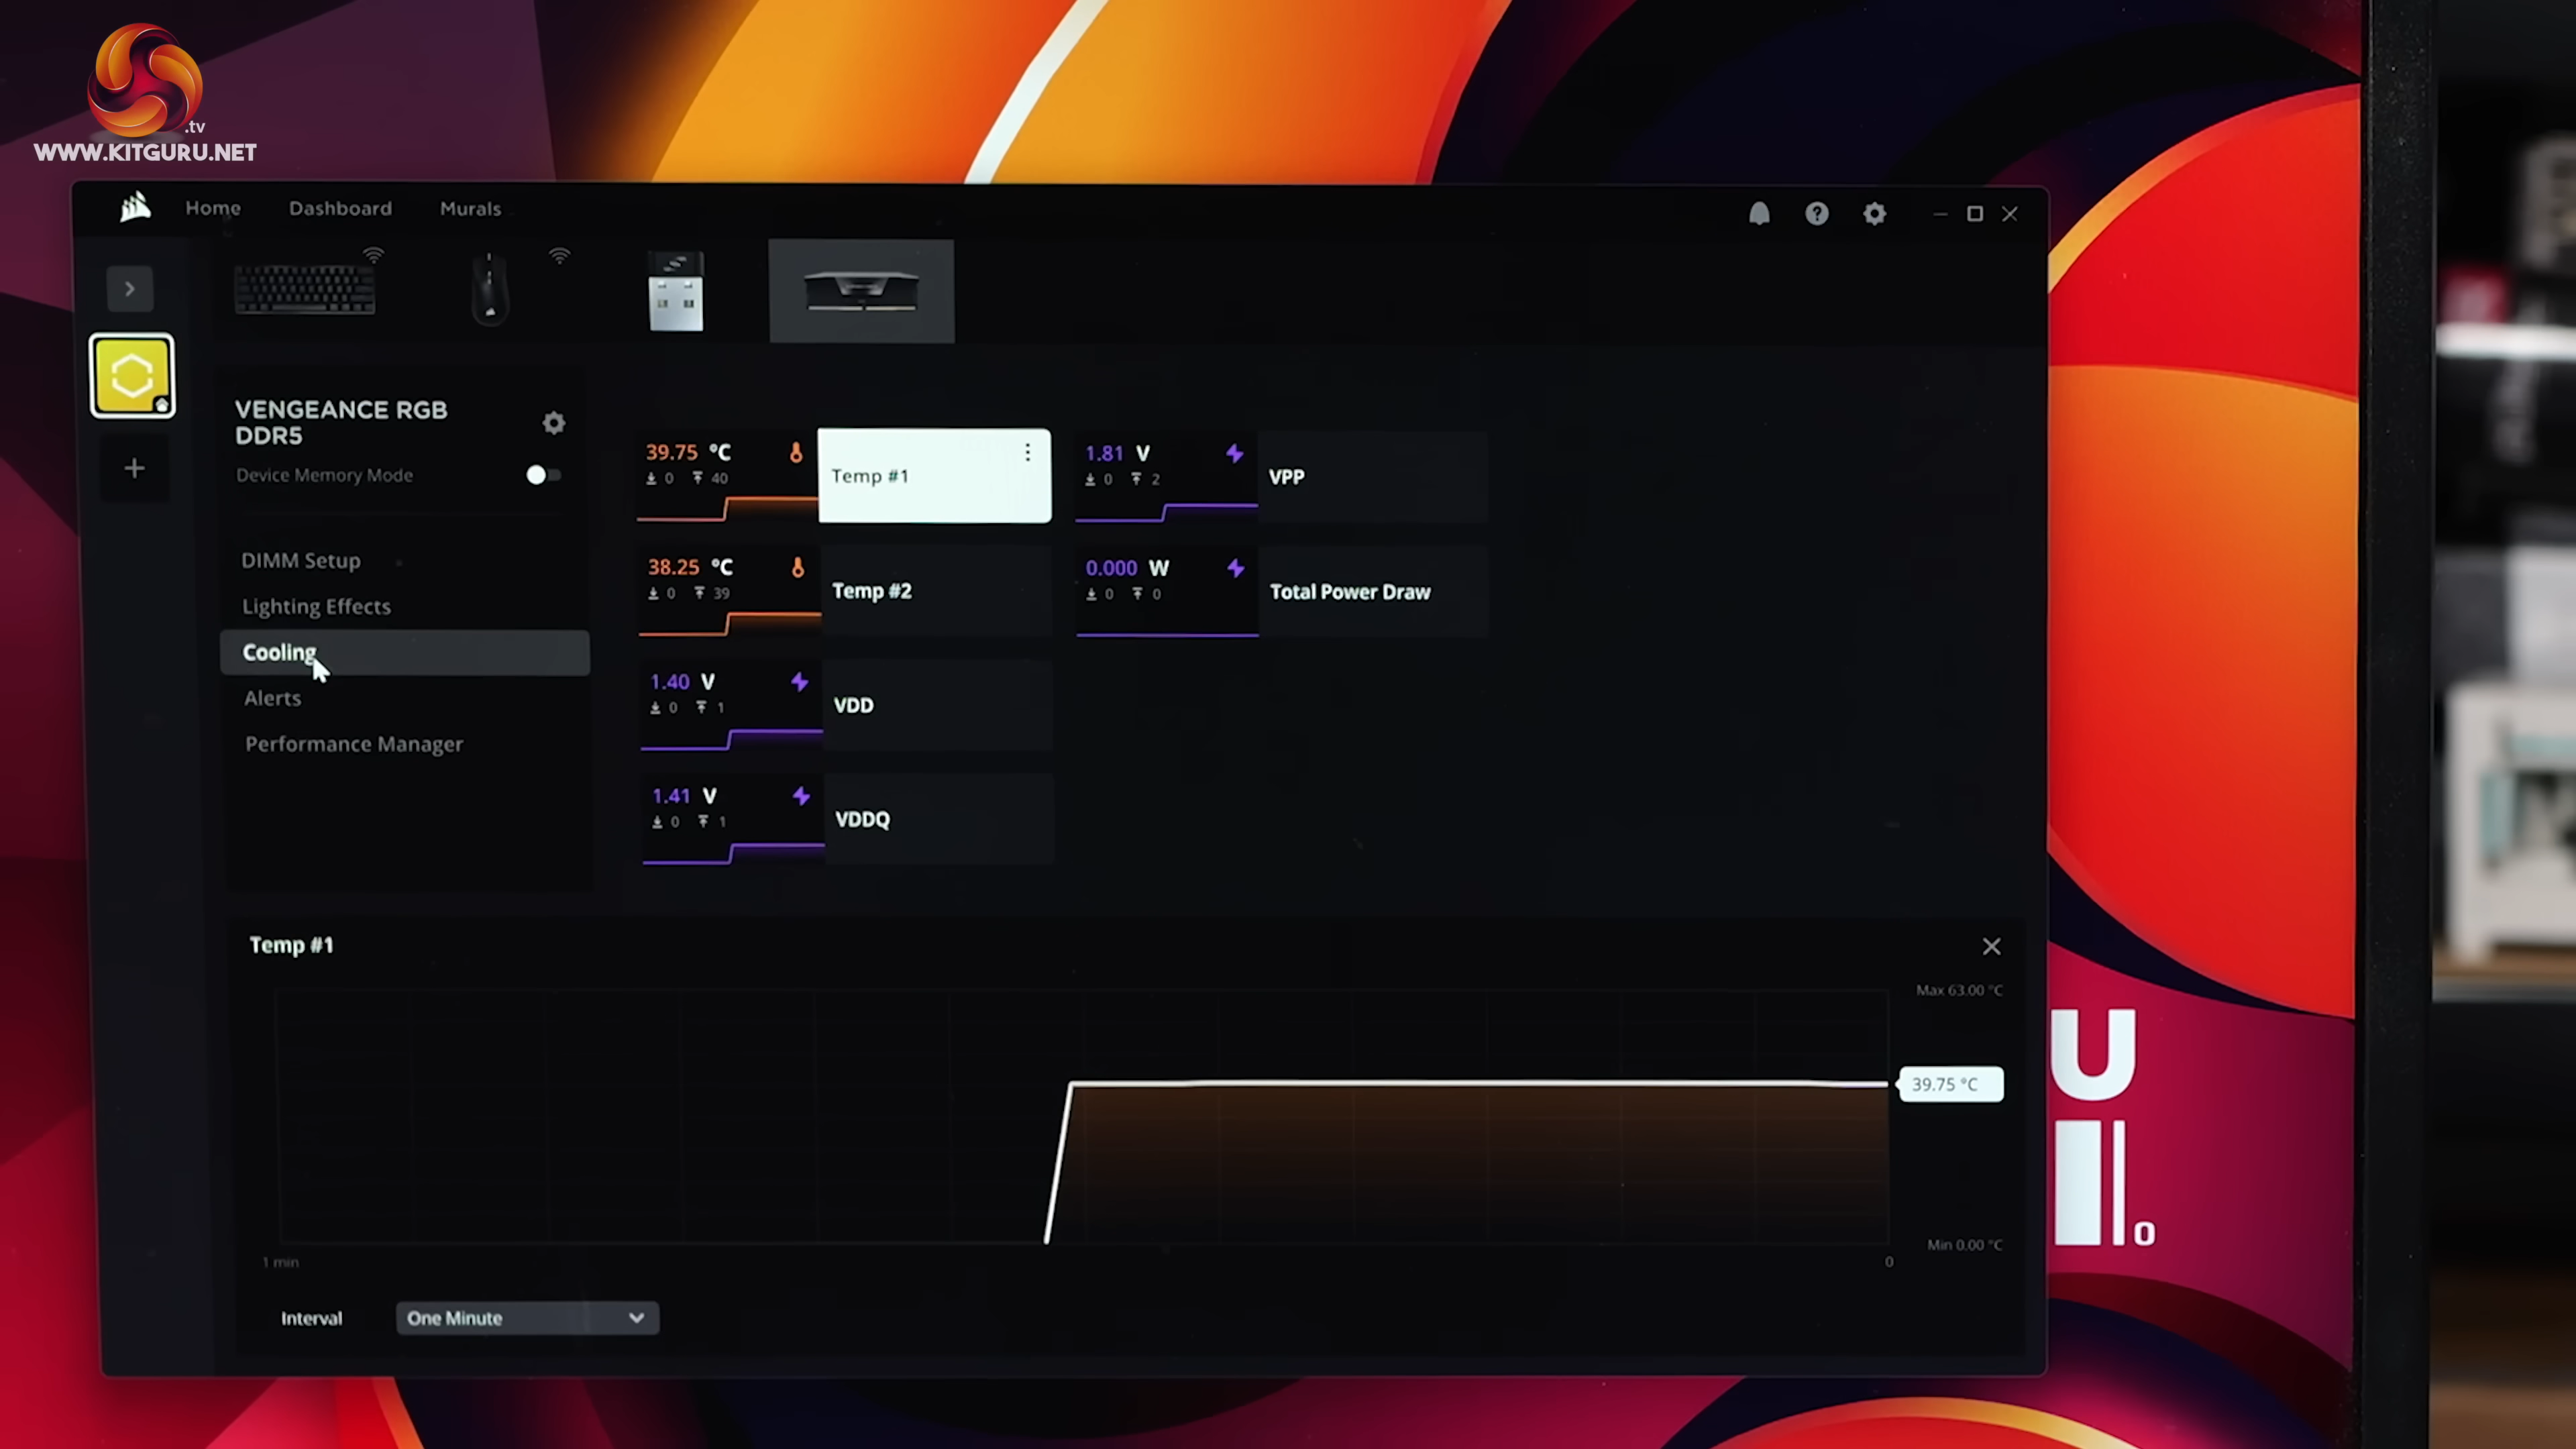 .tv
WWW.KITGURU.NET
Home Dashboard Murals
VENGEANCE RGB
DDR5
Device Memory Mode
DIMM Setup
Lighting Effects
Cooling
Alerts
Performance Manager
39.75 °C
0 40
Temp #1
1.81 V
0 2
VPP
38.25 °C
0 39
Temp #2
0.000 W
0 0
Total Power Draw
1.40 V
0 1
VDD
1.41 V
0 1
VDDQ
Temp #1
Max 63.00 °C
39.75 °C
Min 0.00 °C
1 min
0
Interval One Minute
U